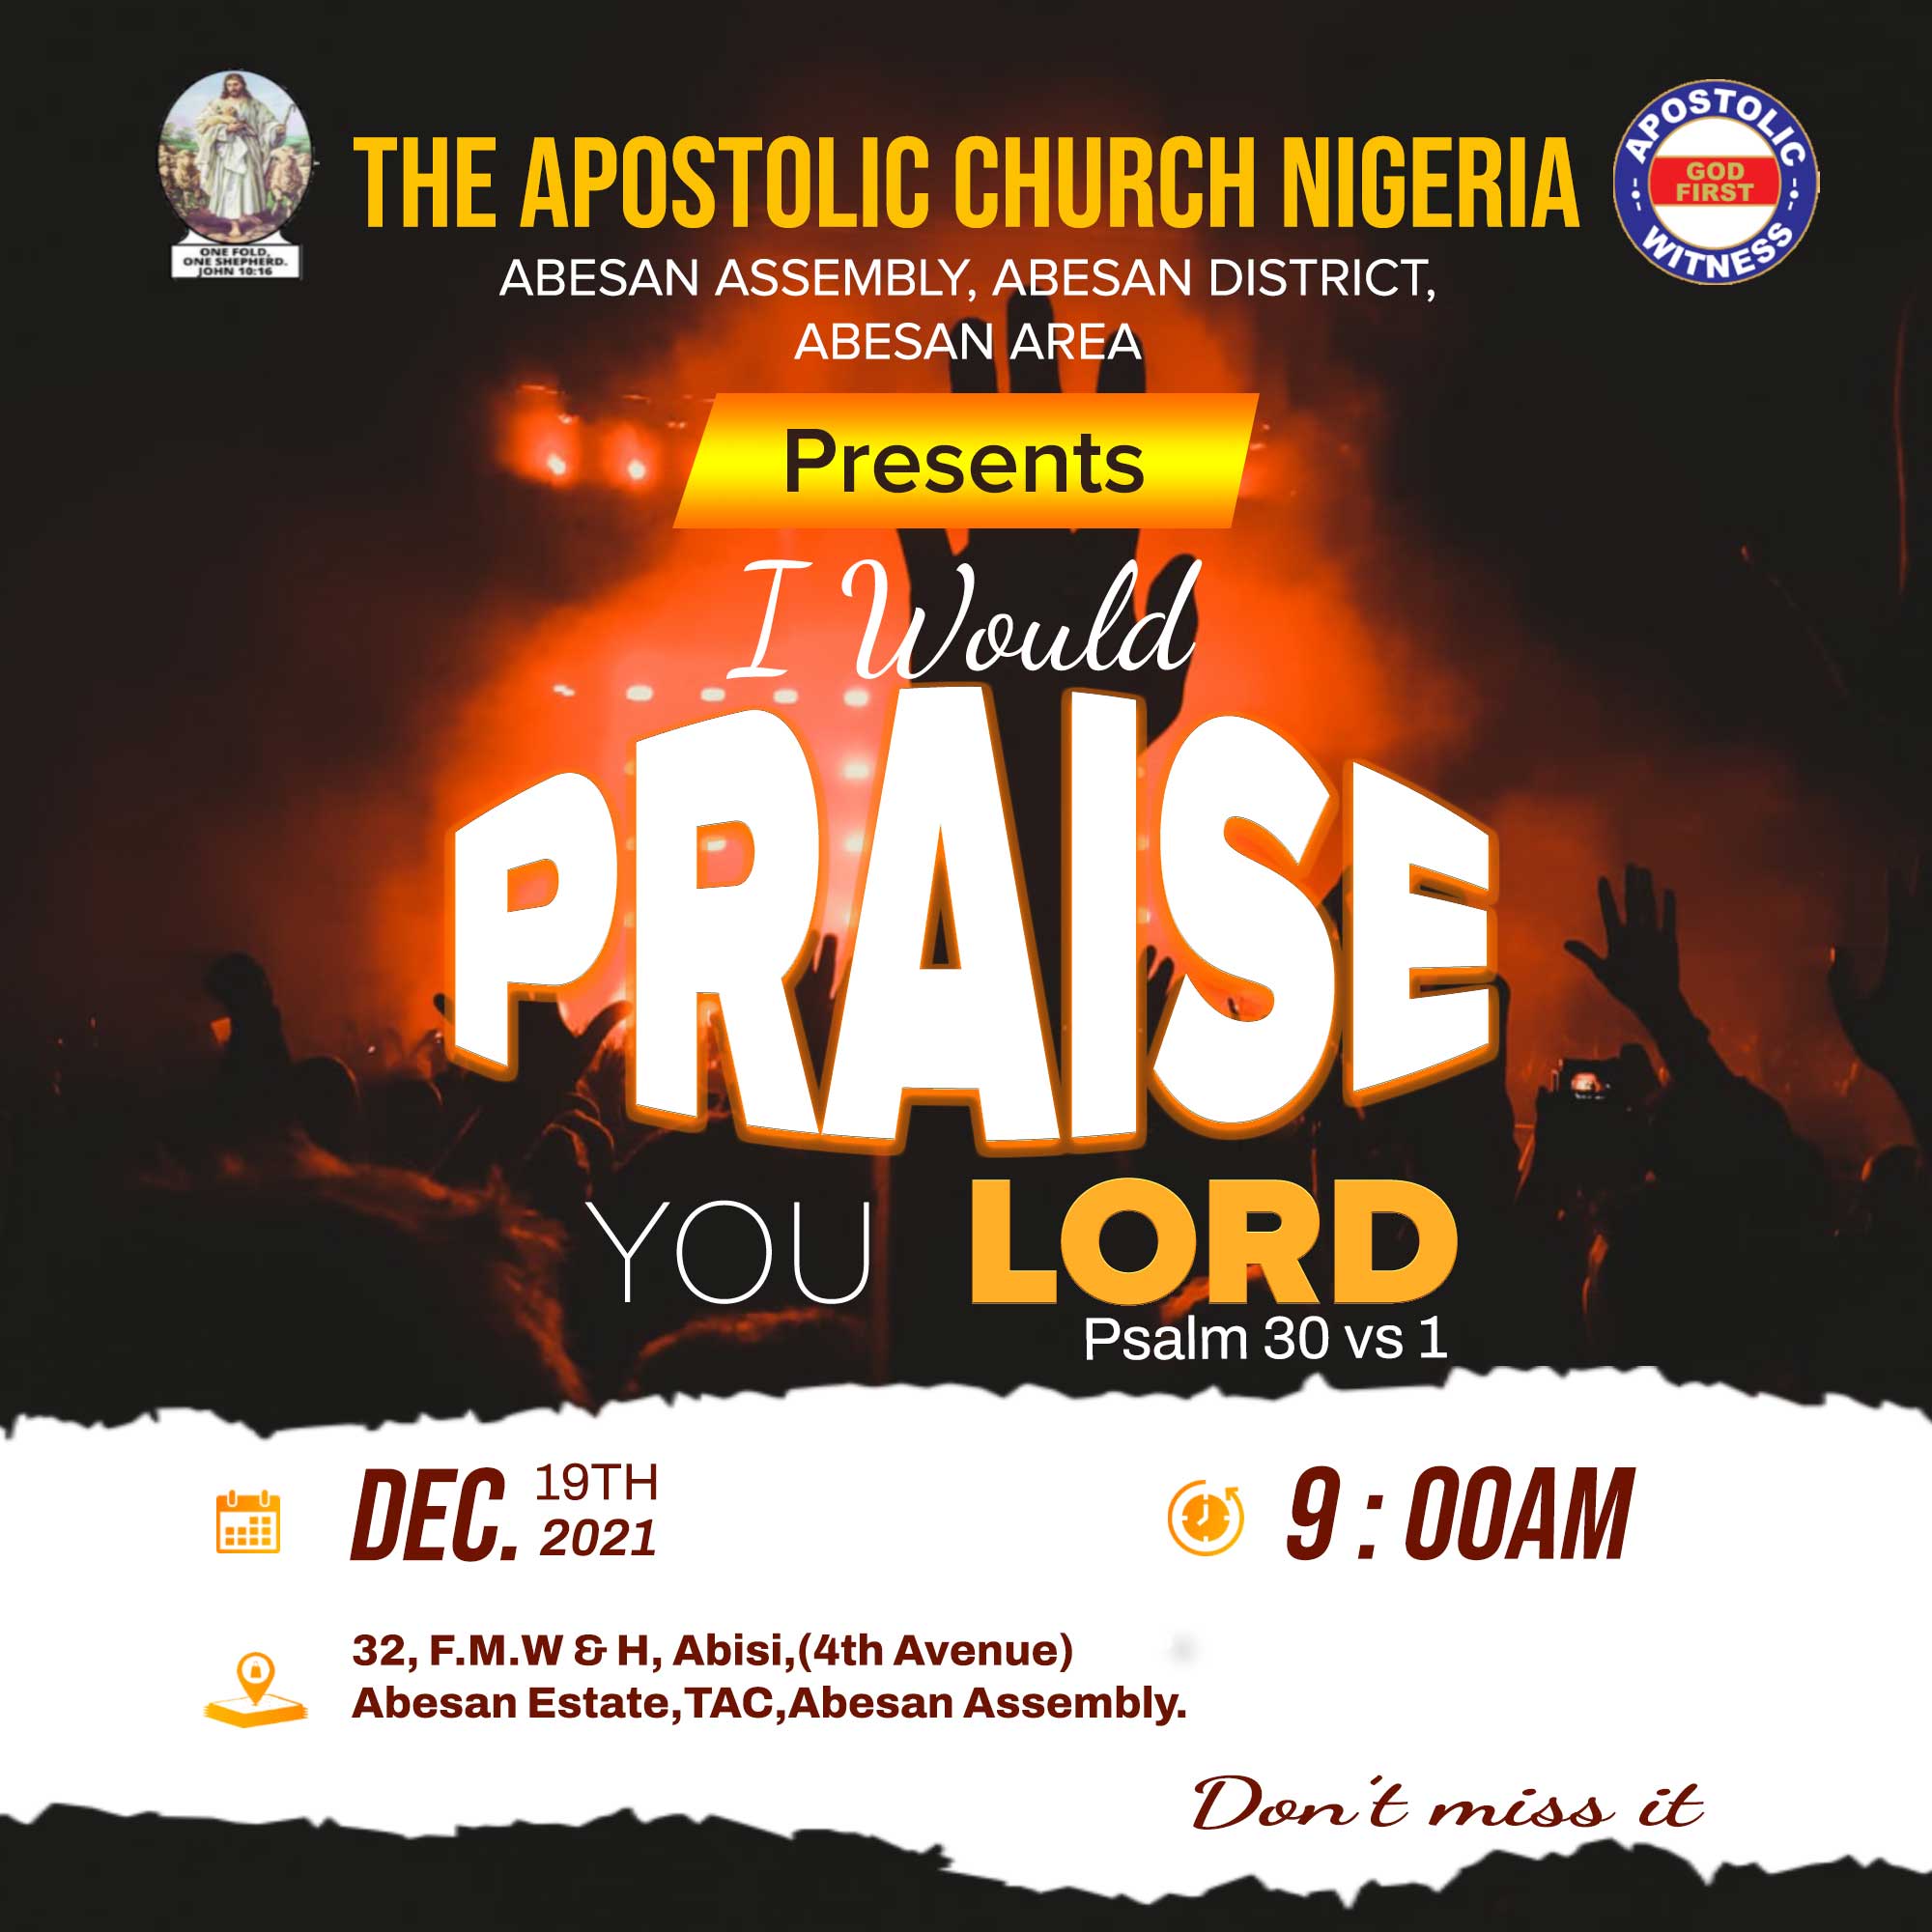 THE APOSTOLIC CHURCH NIGERIA
ABESAN ASSEMBLY, ABESAN DISTRICT,
ABESAN AREA
ONE FOLD,
ONE SHEPHERD.
JOHN 10:16
APOSTOLIC
GOD
FIRST
WITNESS
Presents
I Would
PRAISE
YOU LORD
Psalm 30 vs 1
DEC. 19TH
2021
9 : 00AM
32, F.M.W & H, Abisi,(4th Avenue)
Abesan Estate,TAC,Abesan Assembly.
Don't miss it